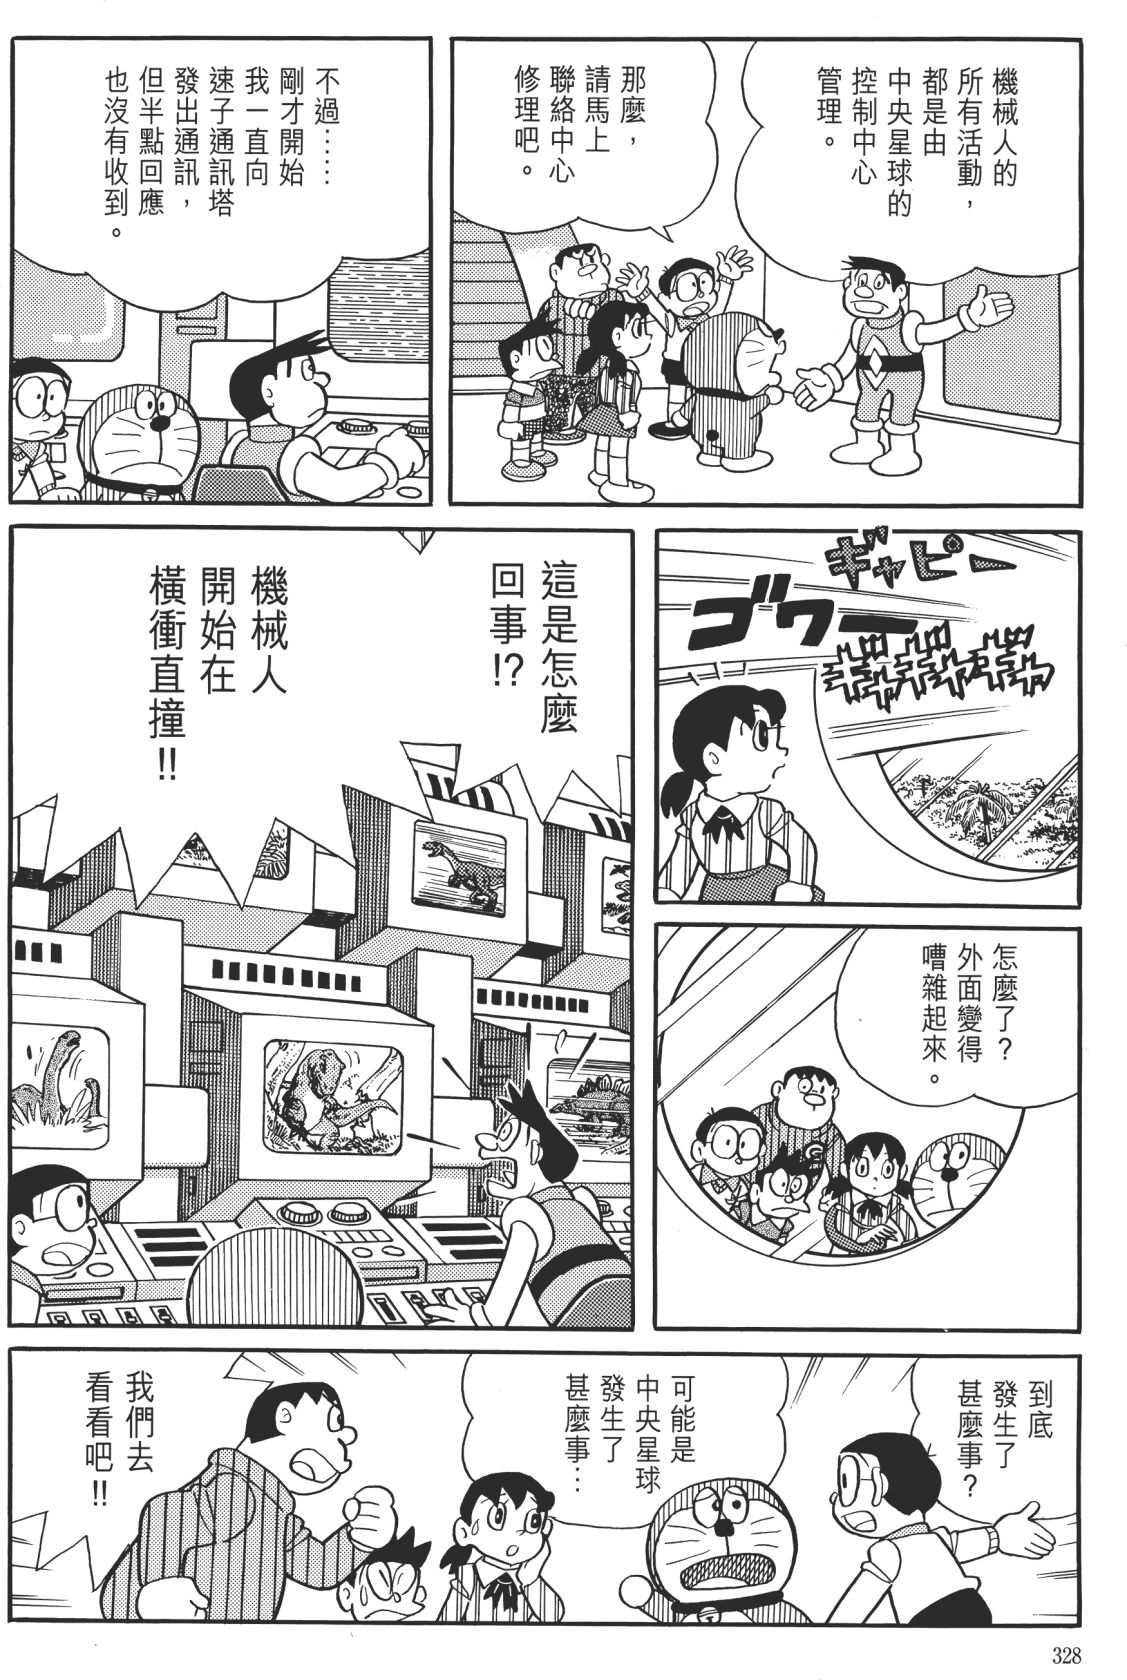 機械人的
所有活動，
都是由
中央星球的
控制中心
管理。
那麼，
請馬上
聯絡中心
修理吧。
不過……
剛才開始
我一直向
速子通訊塔
發出通訊，
但半點回應
也沒有收到。
ギャピー
ゴワー
ギャギャギャ
怎麼了？
外面變得
嘈雜起來。
這是怎麼
回事!?
機械人
開始在
橫衝直撞!!
到底
發生了
甚麼事？
可能是
中央星球
發生了
甚麼事…
我們去
看看吧!!
328